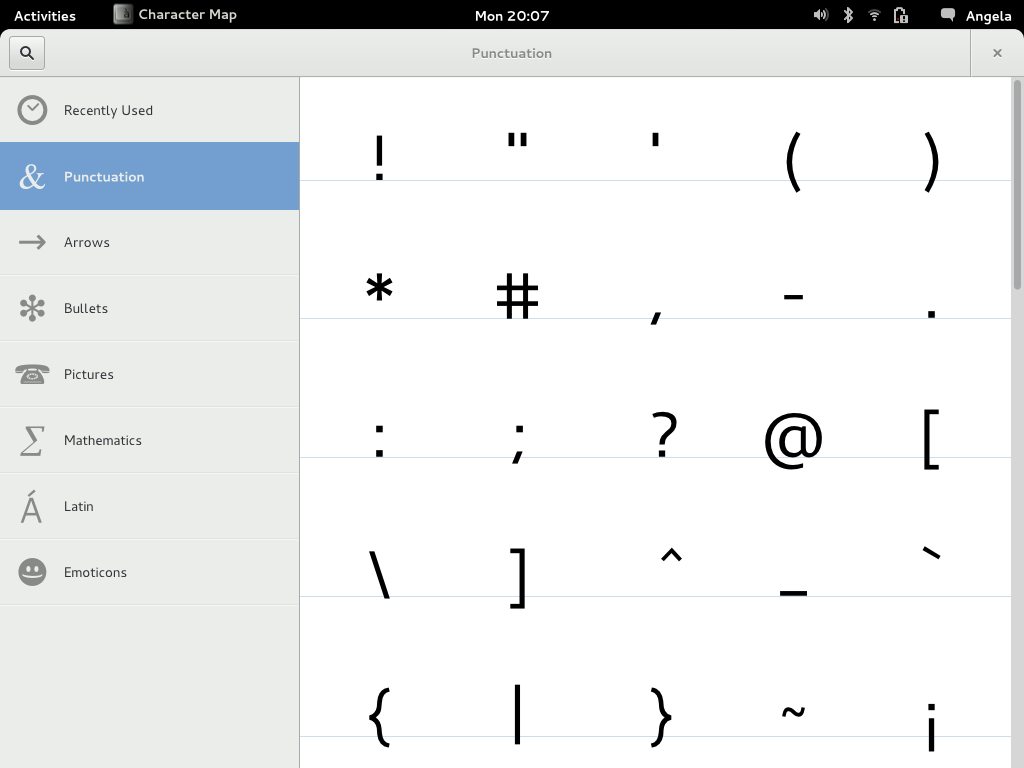 Activities Character Map Mon 20:07 Angela
Punctuation ×
Recently Used
Punctuation
Arrows
Bullets
Pictures
Mathematics
Latin
Emoticons
! " ' ( )
* # , - .
: ; ? @ [
\ ] ^ _ `
{ | } ~ ¡